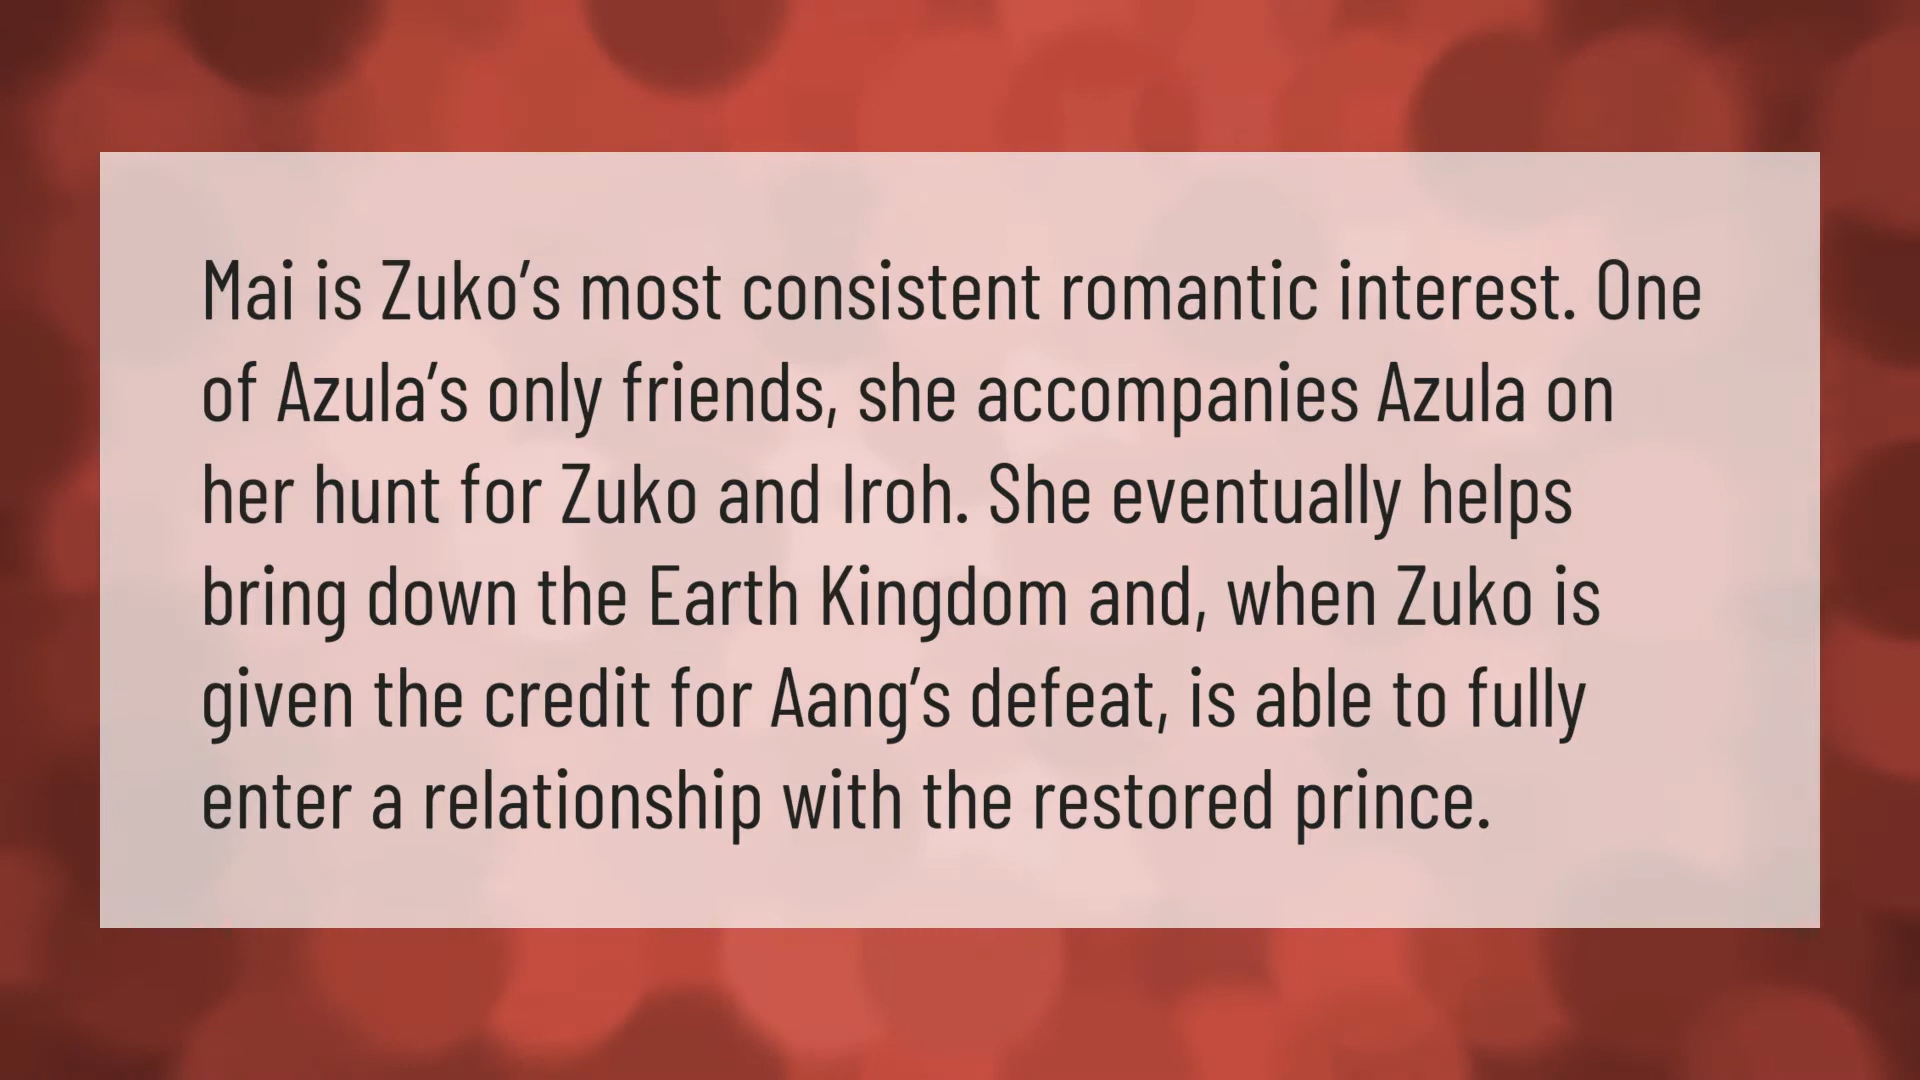 Mai is Zuko’s most consistent romantic interest. One
of Azula’s only friends, she accompanies Azula on
her hunt for Zuko and Iroh. She eventually helps
bring down the Earth Kingdom and, when Zuko is
given the credit for Aang’s defeat, is able to fully
enter a relationship with the restored prince.